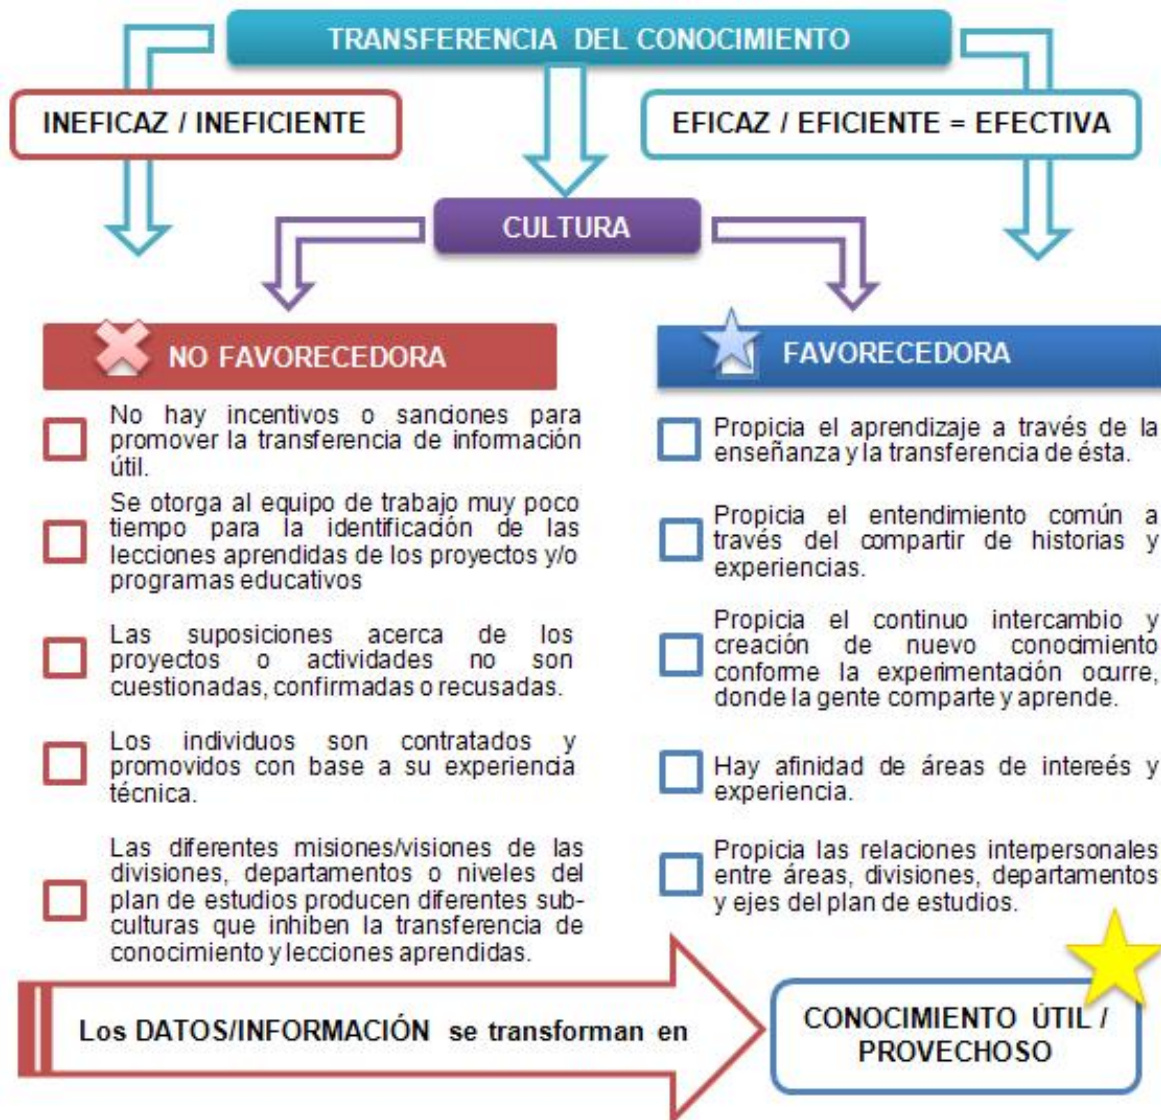 TRANSFERENCIA DEL CONOCIMIENTO
INEFICAZ / INEFICIENTE
EFICAZ / EFICIENTE = EFECTIVA
CULTURA
NO FAVORECEDORA
No hay incentivos o sanciones para
promover la transferencia de información
útil.
Se otorga al equipo de trabajo muy poco
tiempo para la identificación de las
lecciones aprendidas de los proyectos y/o
programas educativos
Las suposiciones acerca de los
proyectos o actividades no son
cuestionadas, confirmadas o recusadas.
Los individuos son contratados y
promovidos con base a su experiencia
técnica.
Las diferentes misiones/visiones de las
divisiones, departamentos o niveles del
plan de estudios producen diferentes sub-
culturas que inhiben la transferencia de
conocimiento y lecciones aprendidas.
FAVORECEDORA
Propicia el aprendizaje a través de la
enseñanza y la transferencia de ésta.
Propicia el entendimiento común a
través del compartir de historias y
experiencias.
Propicia el continuo intercambio y
creación de nuevo conocimiento
conforme la experimentación ocurre,
donde la gente comparte y aprende.
Hay afinidad de áreas de intereés y
experiencia.
Propicia las relaciones interpersonales
entre áreas, divisiones, departamentos
y ejes del plan de estudios.
Los DATOS/INFORMACIÓN se transforman en
CONOCIMIENTO ÚTIL /
PROVECHOSO